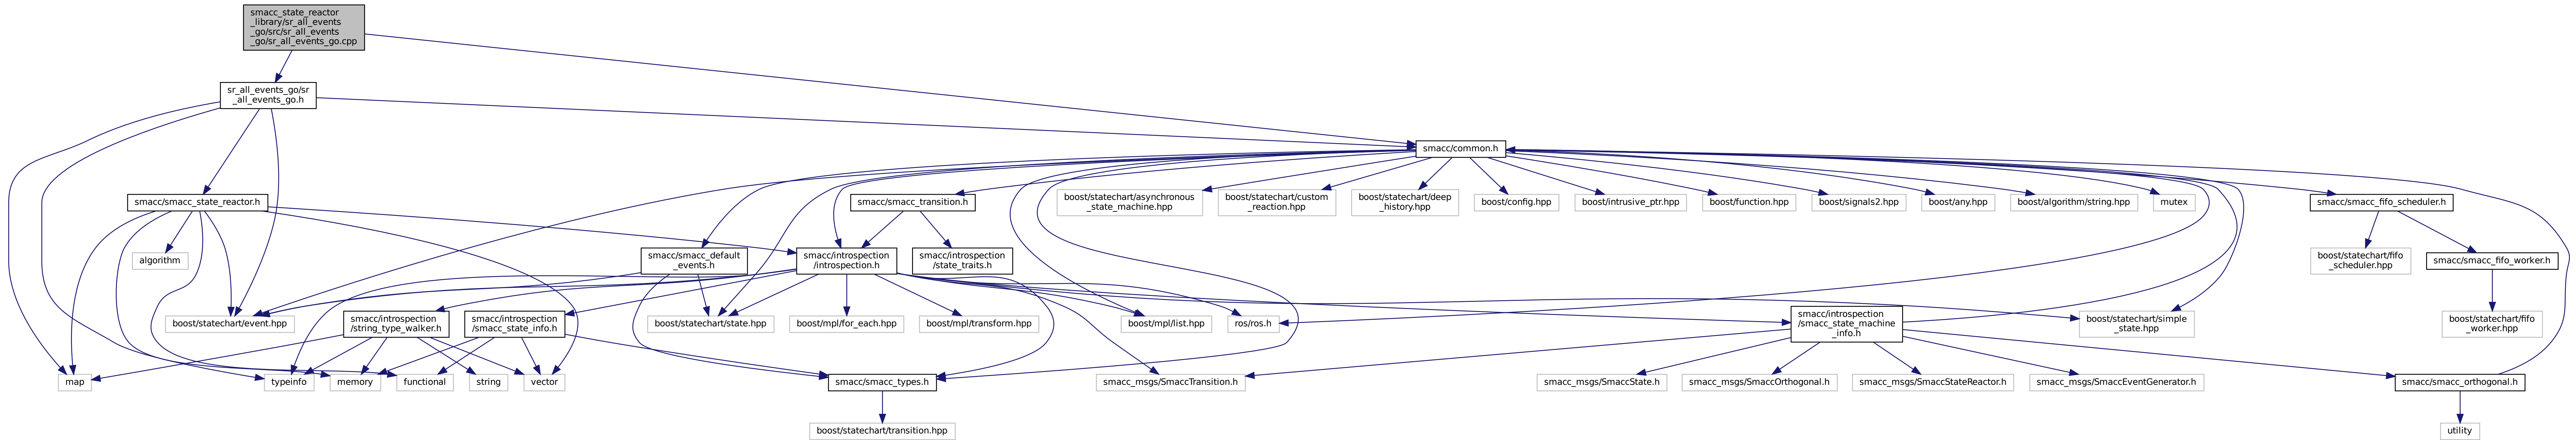 smacc_state_reactor
_library/sr_all_events
_go/src/sr_all_events
_go/sr_all_events_go.cpp
sr_all_events_go/sr
_all_events_go.h
smacc/common.h
smacc/smacc_state_reactor.h
smacc/smacc_transition.h
boost/statechart/asynchronous
_state_machine.hpp
boost/statechart/custom
_reaction.hpp
boost/statechart/deep
_history.hpp
boost/config.hpp
boost/intrusive_ptr.hpp
boost/function.hpp
boost/signals2.hpp
boost/any.hpp
boost/algorithm/string.hpp
mutex
smacc/smacc_fifo_scheduler.h
algorithm
smacc/smacc_default
_events.h
smacc/introspection
/introspection.h
smacc/introspection
/state_traits.h
boost/statechart/fifo
_scheduler.hpp
smacc/smacc_fifo_worker.h
boost/statechart/event.hpp
smacc/introspection
/string_type_walker.h
smacc/introspection
/smacc_state_info.h
boost/statechart/state.hpp
boost/mpl/for_each.hpp
boost/mpl/transform.hpp
boost/mpl/list.hpp
ros/ros.h
smacc/introspection
/smacc_state_machine
_info.h
boost/statechart/simple
_state.hpp
boost/statechart/fifo
_worker.hpp
map
typeinfo
memory
functional
string
vector
smacc/smacc_types.h
smacc_msgs/SmaccTransition.h
smacc_msgs/SmaccState.h
smacc_msgs/SmaccOrthogonal.h
smacc_msgs/SmaccStateReactor.h
smacc_msgs/SmaccEventGenerator.h
smacc/smacc_orthogonal.h
boost/statechart/transition.hpp
utility